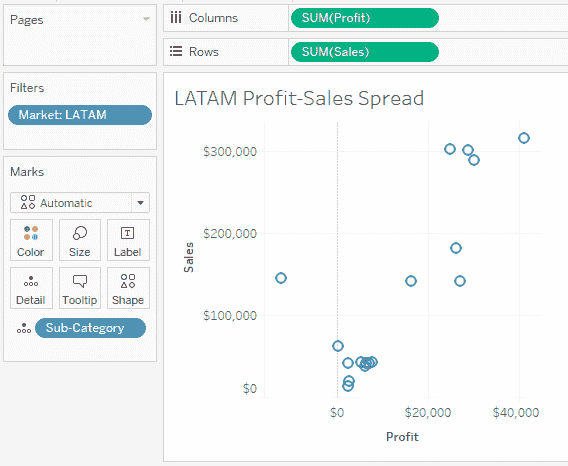 Pages
Columns
SUM(Profit)
Rows
SUM(Sales)
Filters
Market: LATAM
Marks
Automatic
Color
Size
T
Label
Detail
Tooltip
Shape
Sub-Category
LATAM Profit-Sales Spread
$300,000
$200,000
$100,000
$0
Sales
$0
$20,000
$40,000
Profit